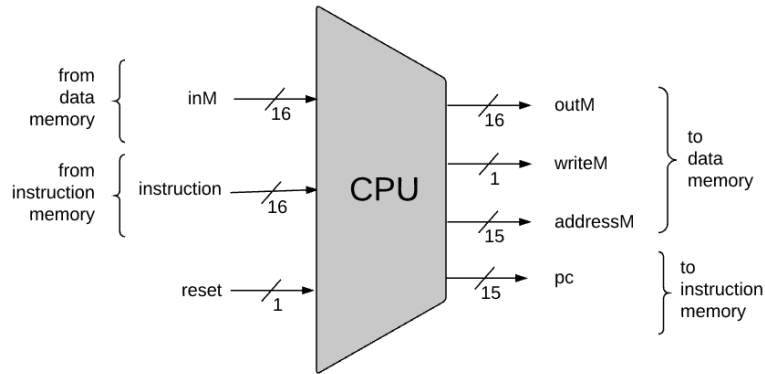 from
data
memory
inM
16
from
instruction
memory
instruction
16
reset
1
CPU
16
outM
1
writeM
15
addressM
to
data
memory
15
pc
to
instruction
memory